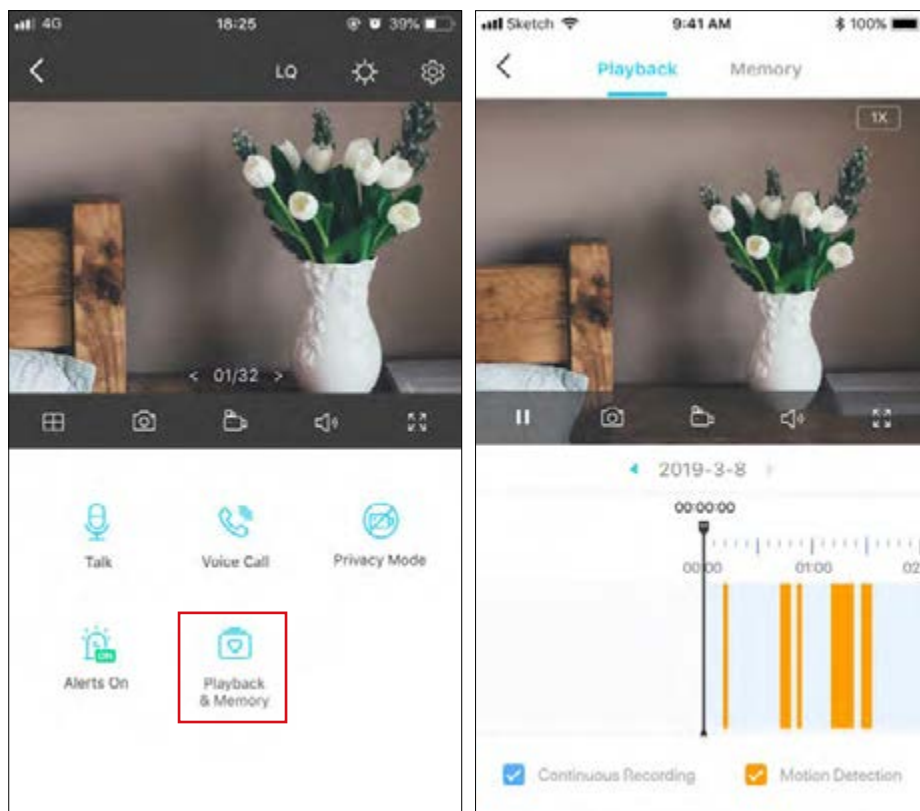 4G 18:25 39%
LQ
< 01/32 >
Talk Voice Call Privacy Mode
ON
Alerts On Playback
& Memory
Sketch 9:41 AM 100%
Playback Memory
1X
2019-3-8
00:00:00
00:00 01:00 02
Continuous Recording Motion Detection